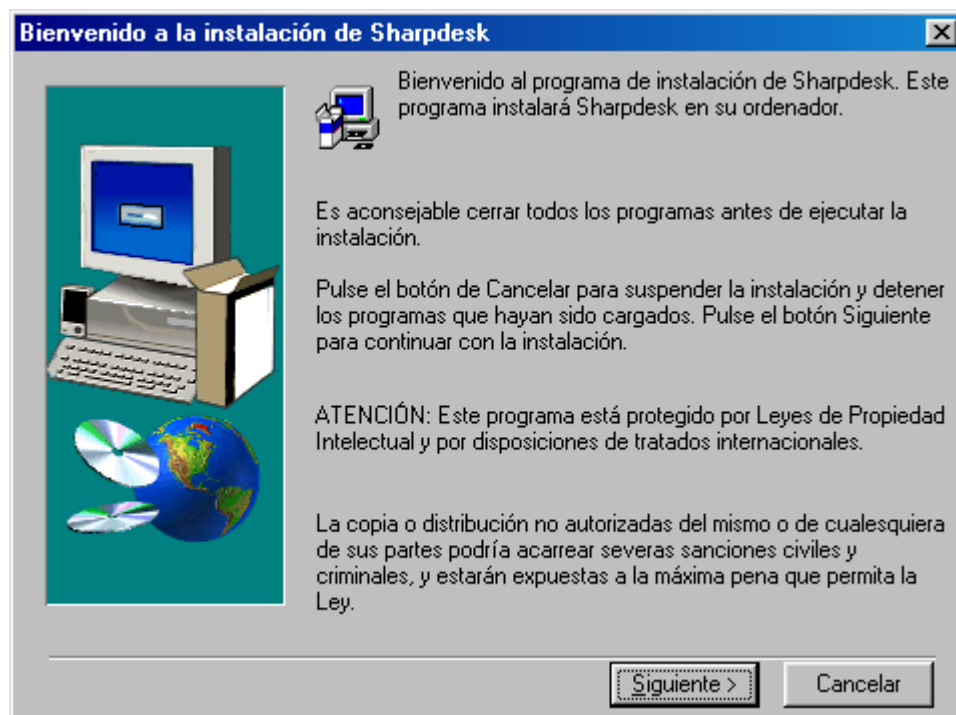 Bienvenido a la instalación de Sharpdesk
Bienvenido al programa de instalación de Sharpdesk. Este
programa instalará Sharpdesk en su ordenador.
Es aconsejable cerrar todos los programas antes de ejecutar la
instalación.
Pulse el botón de Cancelar para suspender la instalación y detener
los programas que hayan sido cargados. Pulse el botón Siguiente
para continuar con la instalación.
ATENCIÓN: Este programa está protegido por Leyes de Propiedad
Intelectual y por disposiciones de tratados internacionales.
La copia o distribución no autorizadas del mismo o de cualesquiera
de sus partes podría acarrear severas sanciones civiles y
criminales, y estarán expuestas a la máxima pena que permita la
Ley.
Siguiente >
Cancelar